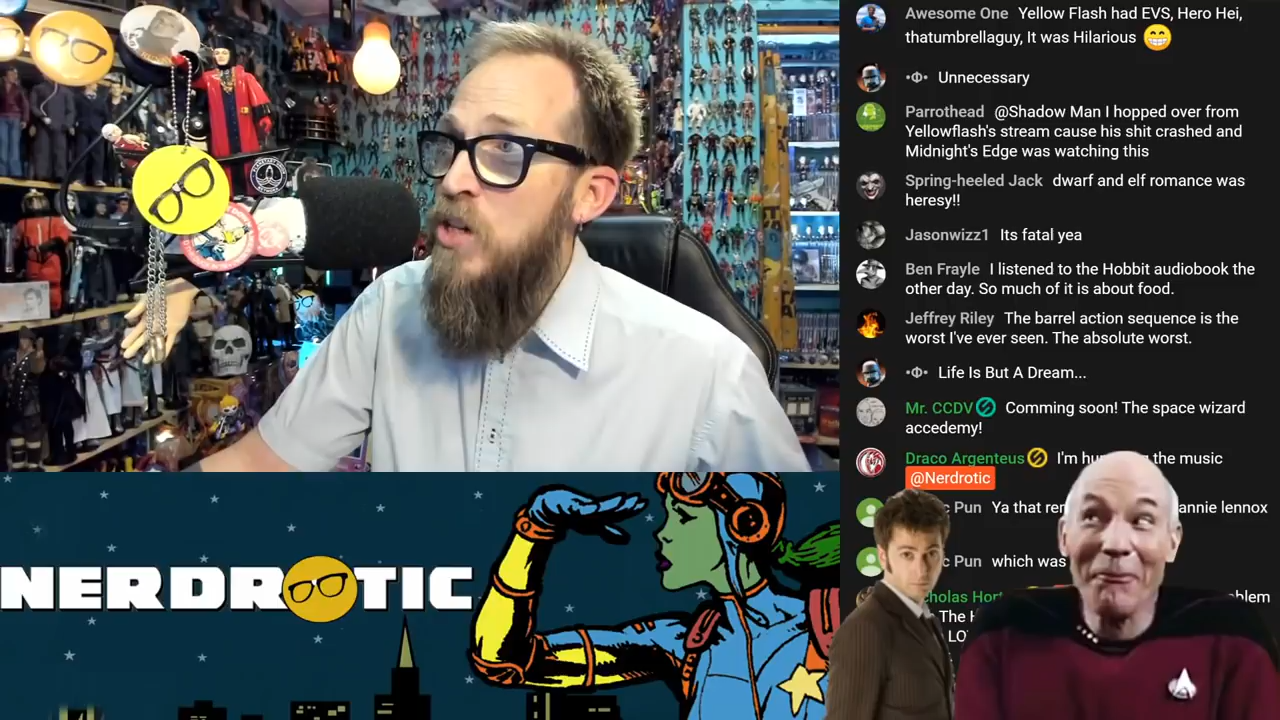 Awesome One Yellow Flash had EVS, Hero Hei,
thatumbrellaguy, It was Hilarious
•Φ• Unnecessary
Parrothead @Shadow Man I hopped over from
Yellowflash's stream cause his shit crashed and
Midnight's Edge was watching this
Spring-heeled Jack dwarf and elf romance was
heresy!!
Jasonwizz1 Its fatal yea
Ben Frayle I listened to the Hobbit audiobook the
other day. So much of it is about food.
Jeffrey Riley The barrel action sequence is the
worst I've ever seen. The absolute worst.
•Φ• Life Is But A Dream...
Mr. CCDV Comming soon! The space wizard
accedemy!
Draco Argenteus I'm the music
@Nerdrotic
Pun Ya that lennox
Pun which was
The
NERDROTIC